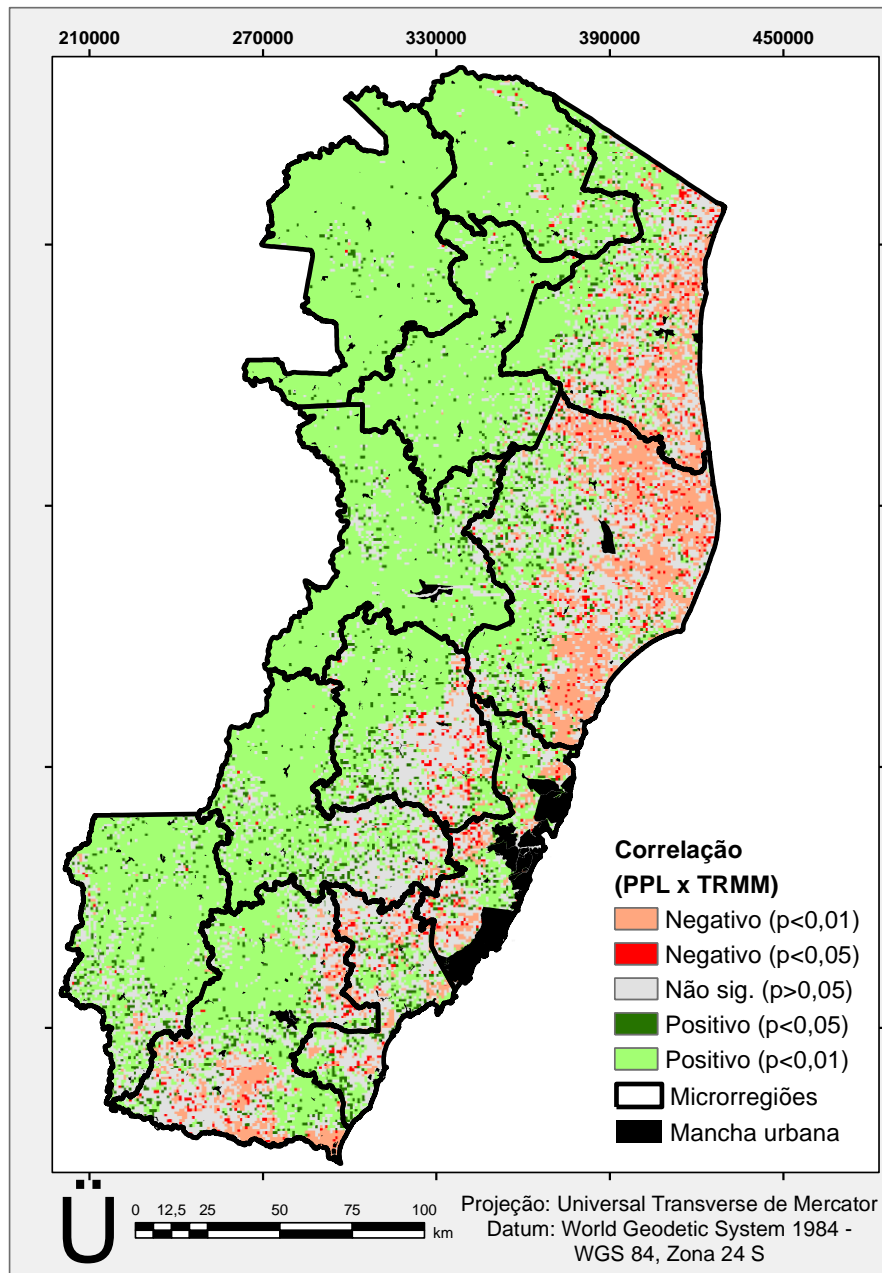 210000 270000 330000 390000 450000
Correlação
(PPL x TRMM)
Negativo (p<0,01)
Negativo (p<0,05)
Não sig. (p>0,05)
Positivo (p<0,05)
Positivo (p<0,01)
Microrregiões
Mancha urbana
Ü
0 12,5 25 50 75 100
km
Projeção: Universal Transverse de Mercator
Datum: World Geodetic System 1984 -
WGS 84, Zona 24 S